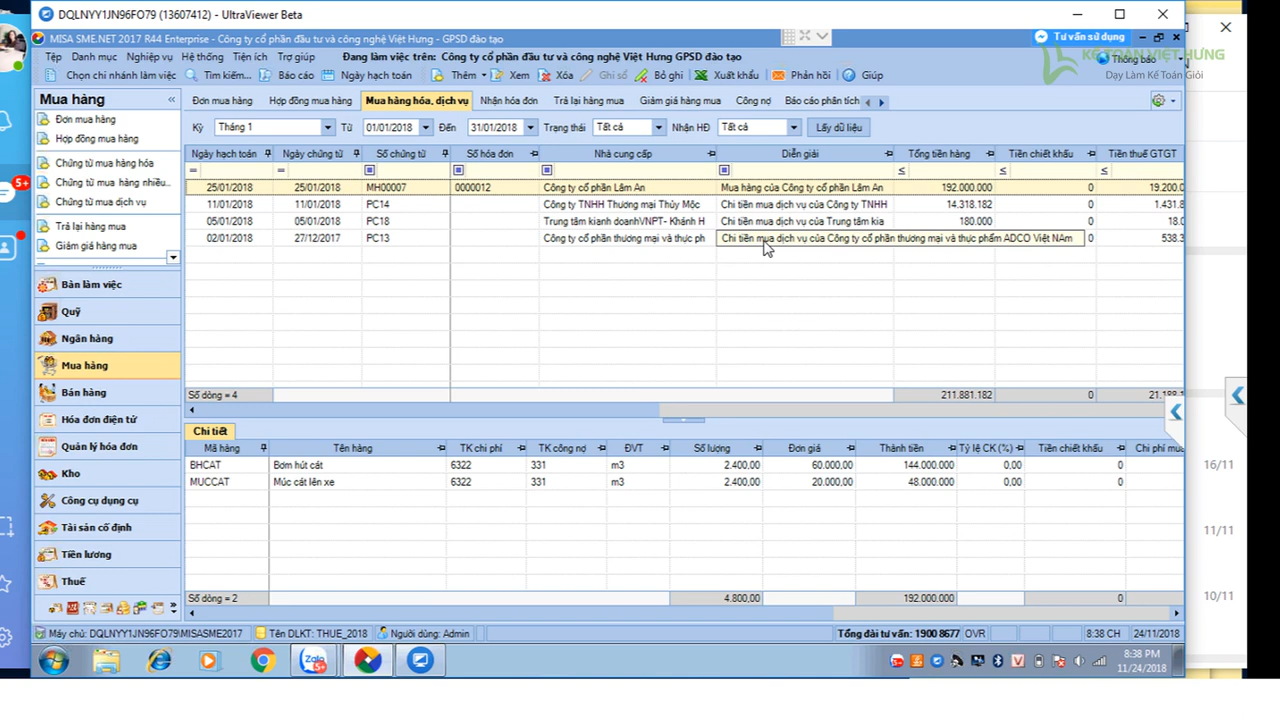 DQLNYY1JN96FO79 (13607412) - UltraViewer Beta
MISA SME.NET 2017 R44 Enterprise - Công ty cổ phần đầu tư và công nghệ Việt Hưng - GPSD đào tạo
Tư vấn sử dụng
KẾ TOÁN VIỆT HƯNG
Dạy Làm Kế Toán Giỏi
Tệp Danh mục Nghiệp vụ Hệ thống Tiện ích Trợ giúp Đang làm việc trên: Công ty cổ phần đầu tư và công nghệ Việt Hưng GPSD đào tạo Thông báo
Chọn chi nhánh làm việc Tìm kiếm... Báo cáo Ngày hạch toán Thêm Xem Xóa Ghi sổ Bỏ ghi Xuất khẩu Phản hồi Giúp
Mua hàng
Đơn mua hàng Hợp đồng mua hàng Mua hàng hóa, dịch vụ Nhận hóa đơn Trả lại hàng mua Giảm giá hàng mua Công nợ Báo cáo phân tích
Kỳ Tháng 1 Từ 01/01/2018 Đến 31/01/2018 Trạng thái Tất cả Nhận HĐ Tất cả Lấy dữ liệu
Ngày hạch toán Ngày chứng từ Số chứng từ Số hóa đơn Nhà cung cấp Diễn giải Tổng tiền hàng Tiền chiết khấu Tiền thuế GTGT
= = ≤ ≤ ≤
25/01/2018 25/01/2018 MH00007 0000012 Công ty cổ phần Lâm An Mua hàng của Công ty cổ phần Lâm An 192.000.000 0 19.200.0
11/01/2018 11/01/2018 PC14 Công ty TNHH Thương mại Thủy Mộc Chi tiền mua dịch vụ của Công ty TNHH 14.318.182 0 1.431.8
05/01/2018 05/01/2018 PC18 Trung tâm kianh doanhVNPT- Khánh H Chi tiền mua dịch vụ của Trung tâm kia 180.000 0 18.0
02/01/2018 27/12/2017 PC13 Công ty cổ phần thương mại và thực ph Chi tiền mua dịch vụ của Công ty cổ phần thương mại và thực phẩm ADCO Việt NAm 0 538.3
Số dòng = 4 211.881.182 0 21.188.1
Đơn mua hàng
Hợp đồng mua hàng
Chứng từ mua hàng hóa
Chứng từ mua hàng nhiều...
Chứng từ mua dịch vụ
Trả lại hàng mua
Giảm giá hàng mua
Bàn làm việc
Quỹ
Ngân hàng
Mua hàng
Bán hàng
Hóa đơn điện tử
Quản lý hóa đơn
Kho
Công cụ dụng cụ
Tài sản cố định
Tiền lương
Thuế
Chi tiết
Mã hàng Tên hàng TK chi phí TK công nợ ĐVT Số lượng Đơn giá Thành tiền Tỷ lệ CK (%) Tiền chiết khấu Chi phí mua
BHCAT Bơm hút cát 6322 331 m3 2.400,00 60.000,00 144.000.000 0,00 0
MUCCAT Múc cát lên xe 6322 331 m3 2.400,00 20.000,00 48.000.000 0,00 0
Số dòng = 2 4.800,00 192.000.000 0
Máy chủ: DQLNYY1JN96FO79\MISASME2017 Tên DLKT: THUE_2018 Người dùng: Admin Tổng đài tư vấn: 1900 8677 OVR 8:38 CH 24/11/2018
8:38 PM
11/24/2018
5+
16/11
11/11
10/11